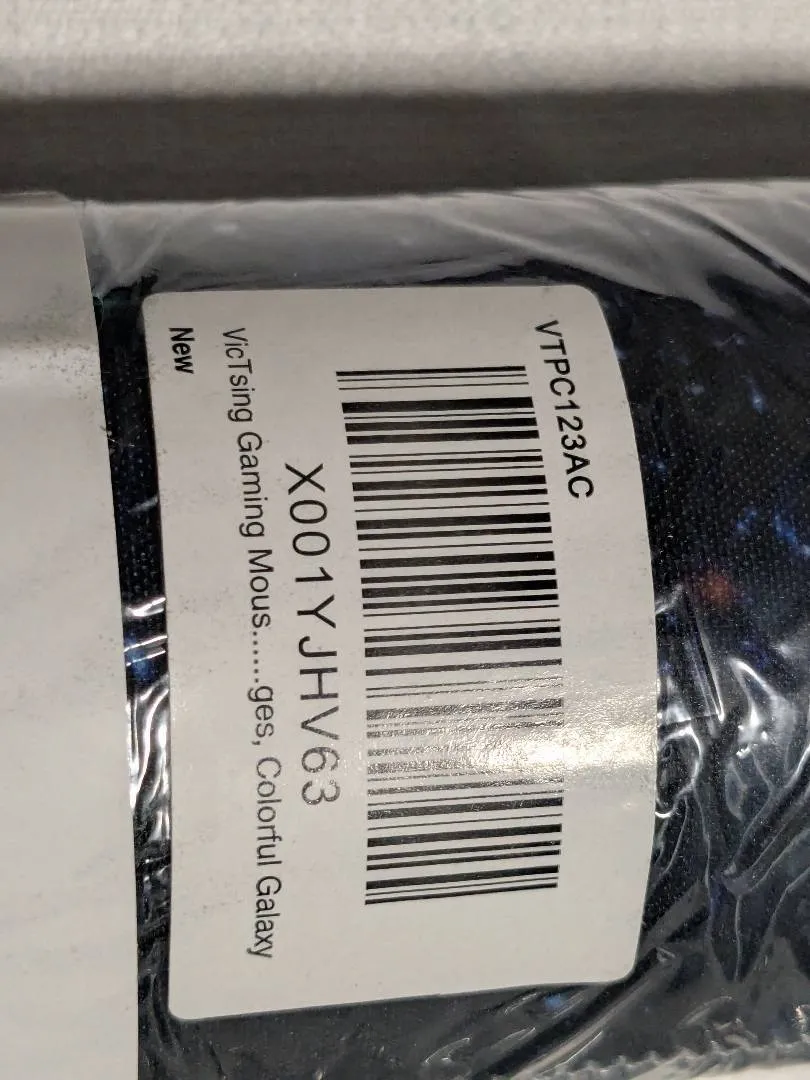 VTPC123AC
X001YJHV63
VicTsing Gaming Mous......ges, Colorful Galaxy
New